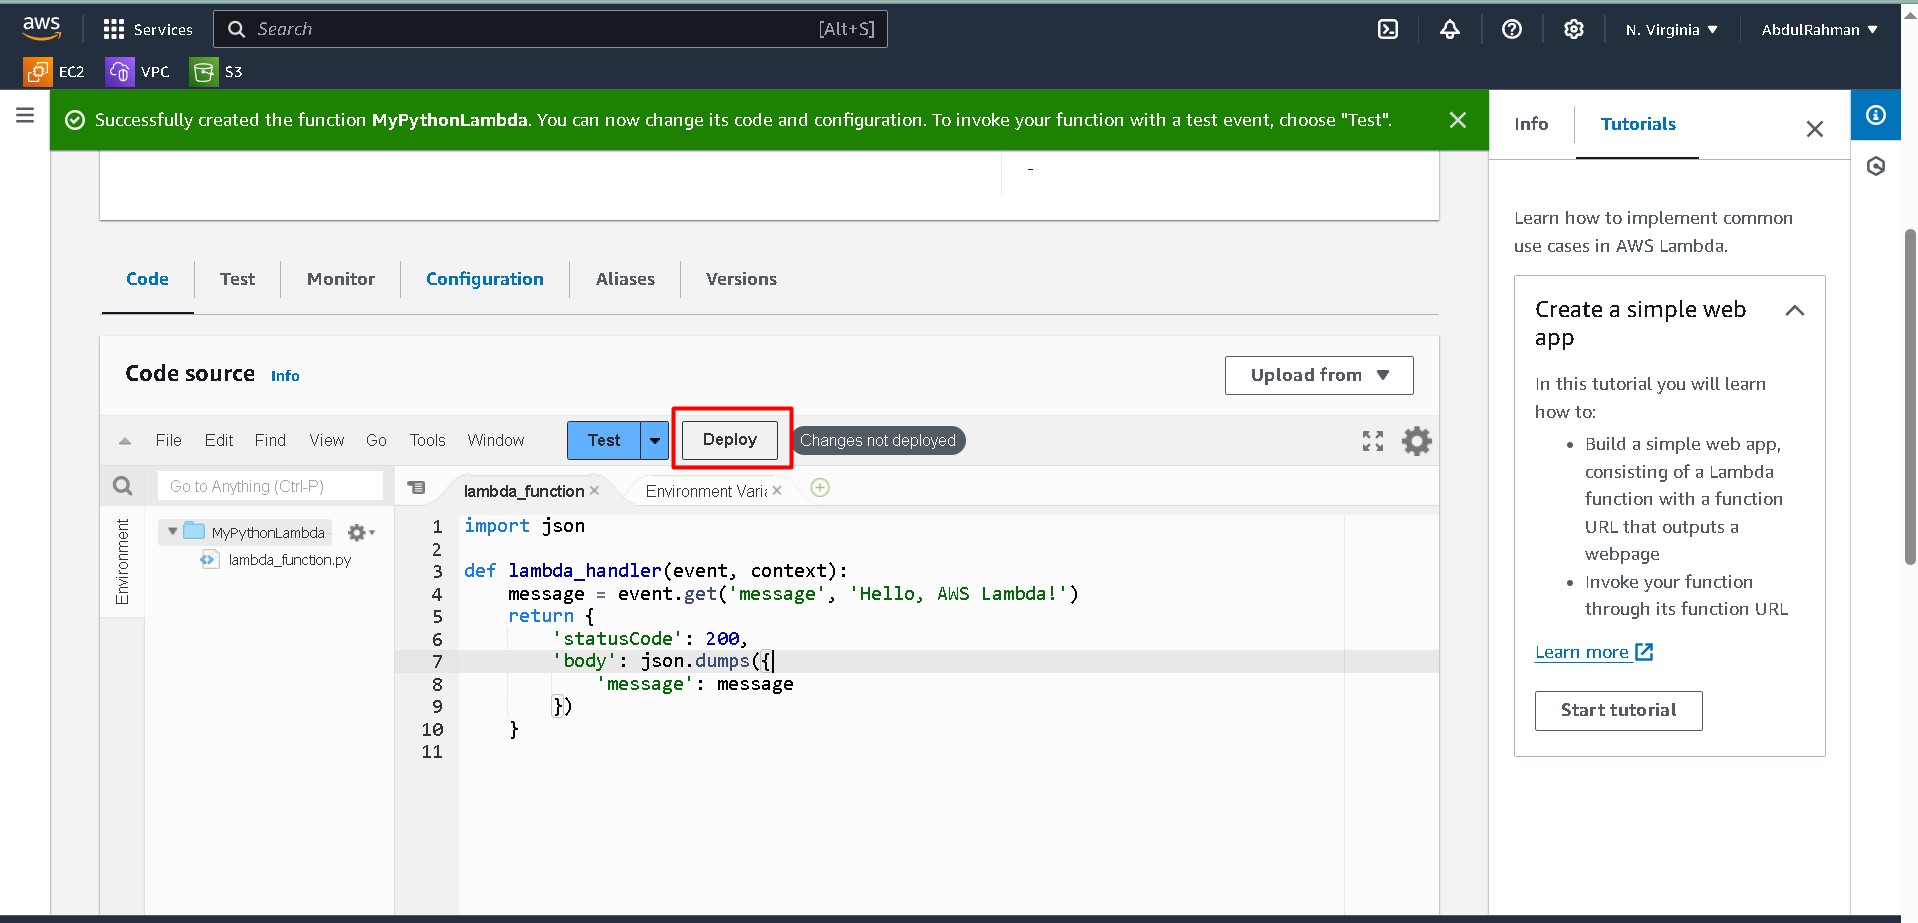 aws
Services
Search
[Alt+S]
N. Virginia ▼
AbdulRahman ▼
EC2
VPC
S3
Successfully created the function MyPythonLambda. You can now change its code and configuration. To invoke your function with a test event, choose "Test".
-
Code
Test
Monitor
Configuration
Aliases
Versions
Code source
Info
Upload from ▼
File
Edit
Find
View
Go
Tools
Window
Test
Deploy
Changes not deployed
Go to Anything (Ctrl-P)
lambda_function
Environment Vari
Environment
MyPythonLambda
lambda_function.py
1 import json
2
3 def lambda_handler(event, context):
4     message = event.get('message', 'Hello, AWS Lambda!')
5     return {
6         'statusCode': 200,
7         'body': json.dumps({
8             'message': message
9         })
10     }
11
Info
Tutorials
Learn how to implement common
use cases in AWS Lambda.
Create a simple web
app
In this tutorial you will learn
how to:
• Build a simple web app,
consisting of a Lambda
function with a function
URL that outputs a
webpage
• Invoke your function
through its function URL
Learn more
Start tutorial